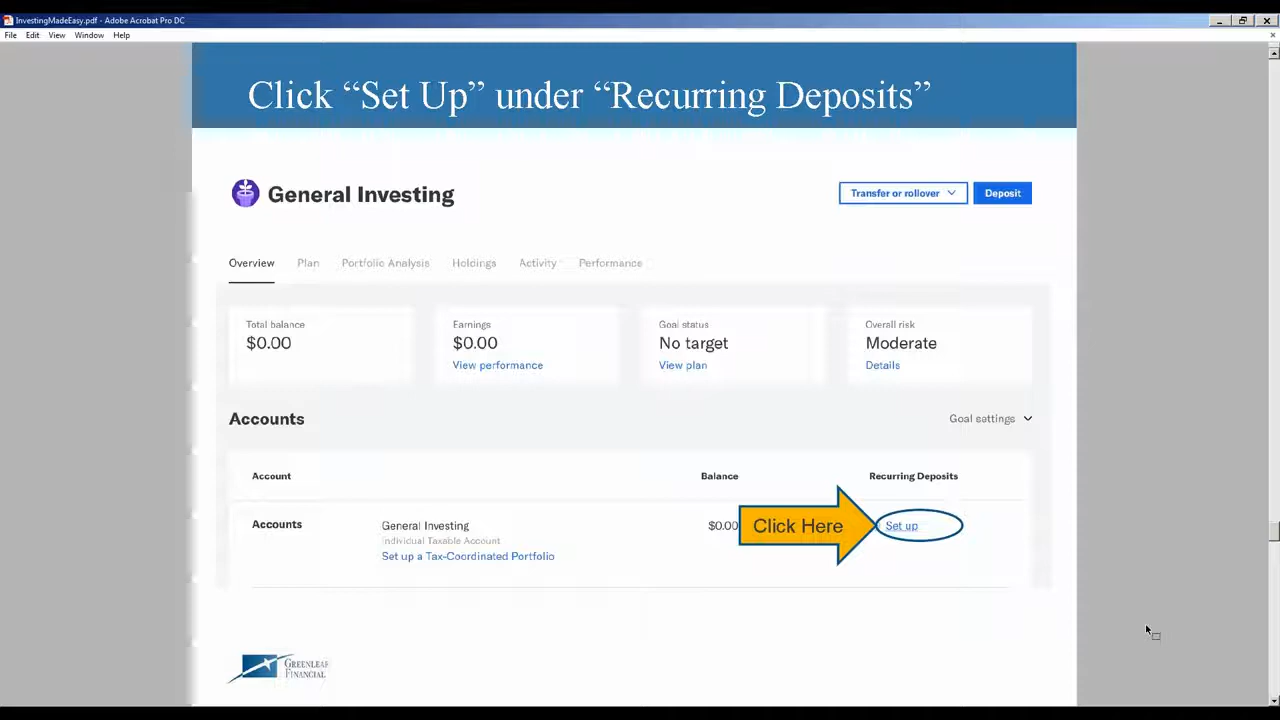 InvestingMadeEasy.pdf - Adobe Acrobat Pro DC
File Edit View Window Help
Click “Set Up” under “Recurring Deposits”
General Investing
Transfer or rollover
Deposit
Overview Plan Portfolio Analysis Holdings Activity Performance
Total balance Earnings Goal status Overall risk
$0.00 $0.00 No target Moderate
View performance View plan Details
Accounts Goal settings
Account Balance Recurring Deposits
Accounts General Investing $0.00 Click Here Set up
Individual Taxable Account
Set up a Tax-Coordinated Portfolio
GREENLEAF
FINANCIAL